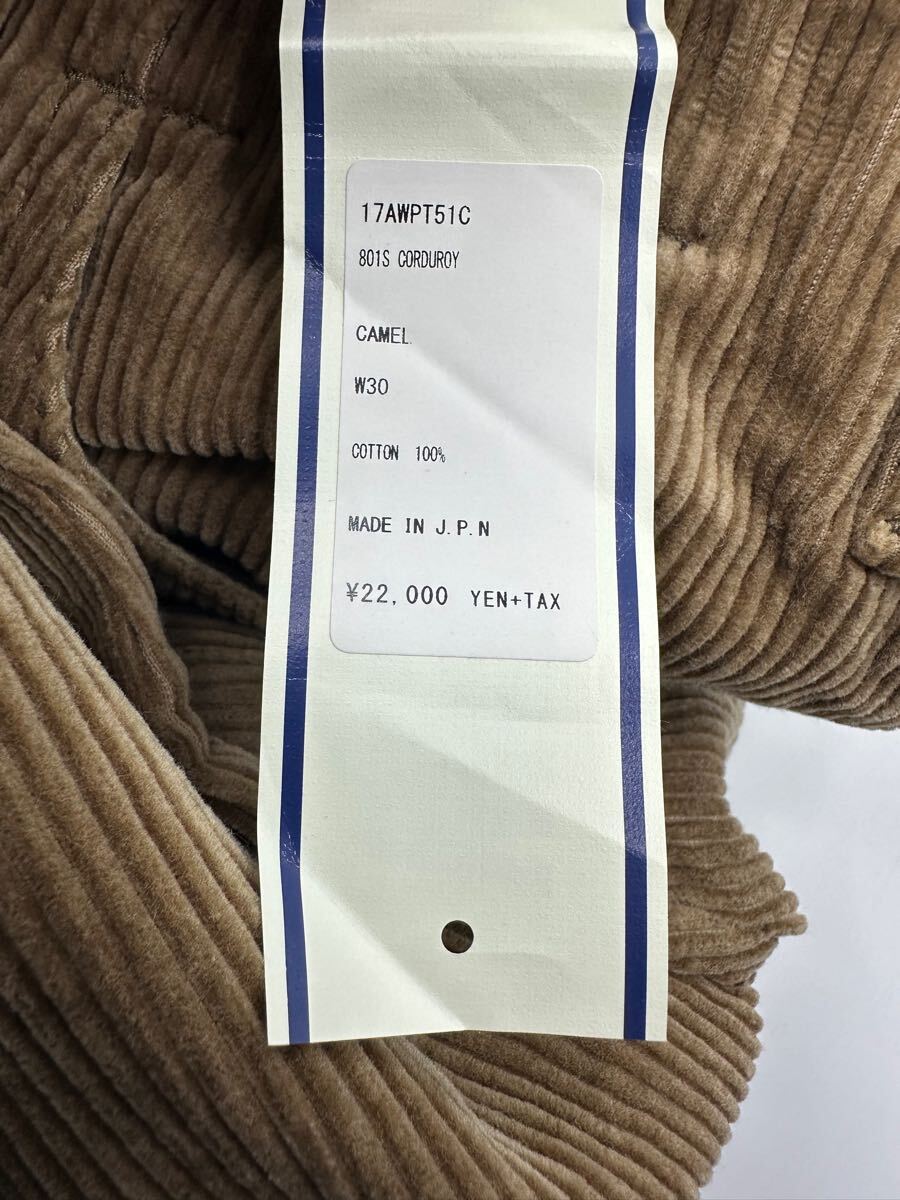 17AWPT51C
801S CORDUROY
CAMEL
W30
COTTON 100%
MADE IN J.P.N
¥22,000 YEN+TAX